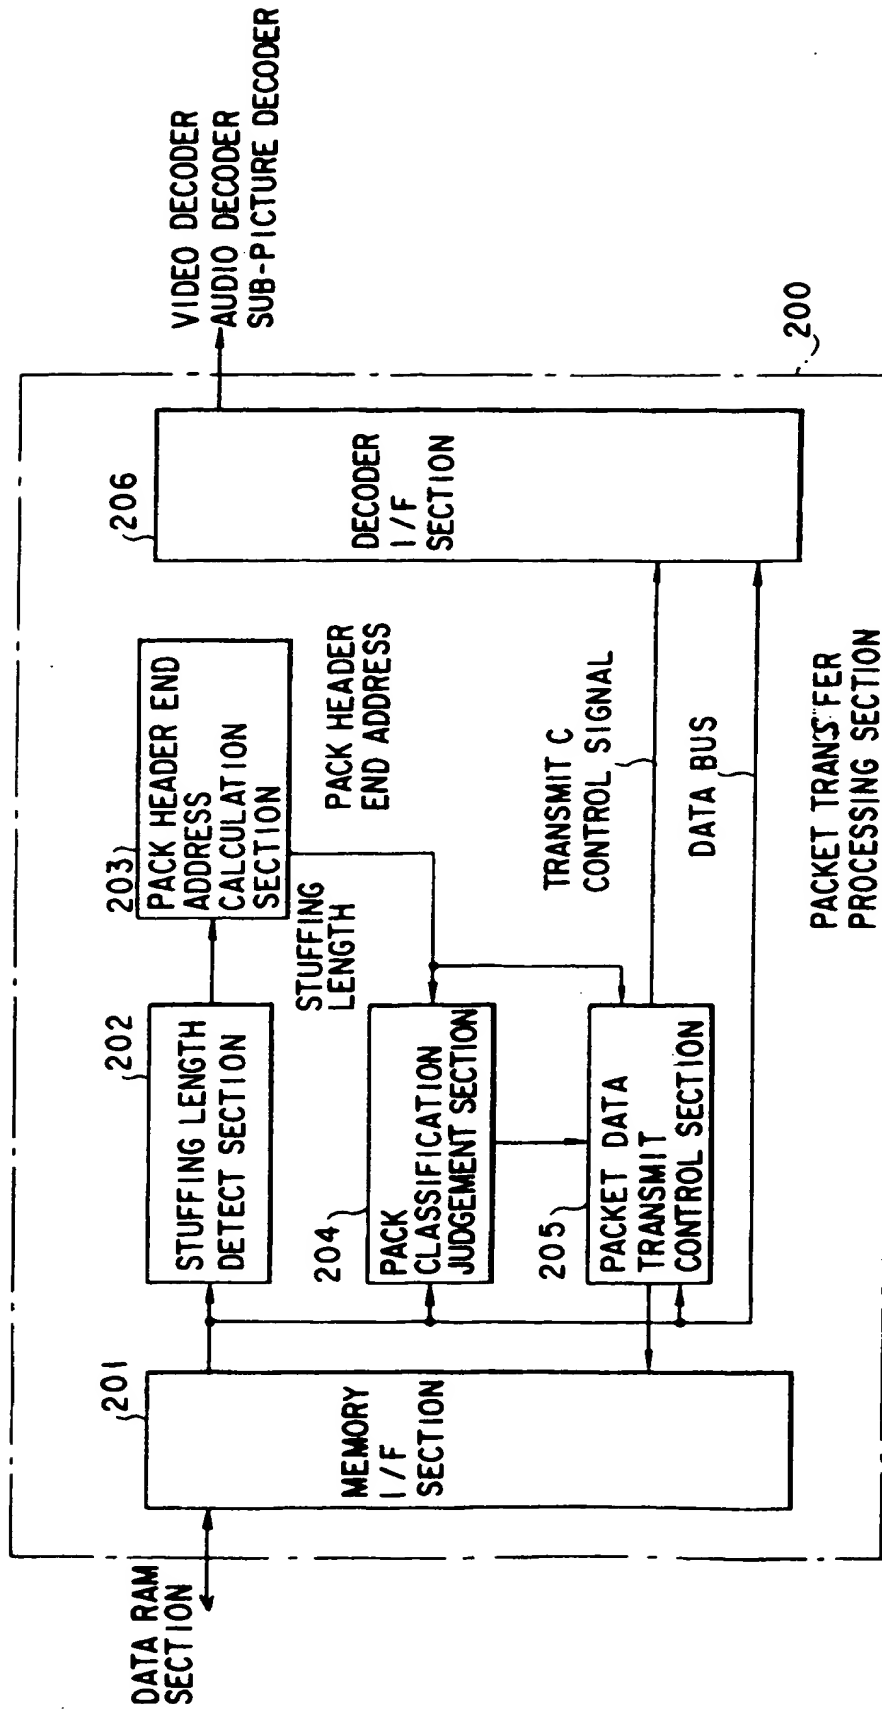 DATA RAM
SECTION
201
MEMORY
I/F
SECTION
202
STUFFING LENGTH
DETECT SECTION
203
PACK HEADER END
ADDRESS
CALCULATION
SECTION
STUFFING
LENGTH
PACK HEADER
END ADDRESS
204
PACK
CLASSIFICATION
JUDGEMENT SECTION
205
PACKET DATA
TRANSMIT
CONTROL SECTION
TRANSMIT C
CONTROL SIGNAL
DATA BUS
206
DECODER
I/F
SECTION
VIDEO DECODER
AUDIO DECODER
SUB-PICTURE DECODER
200
PACKET TRANSFER
PROCESSING SECTION